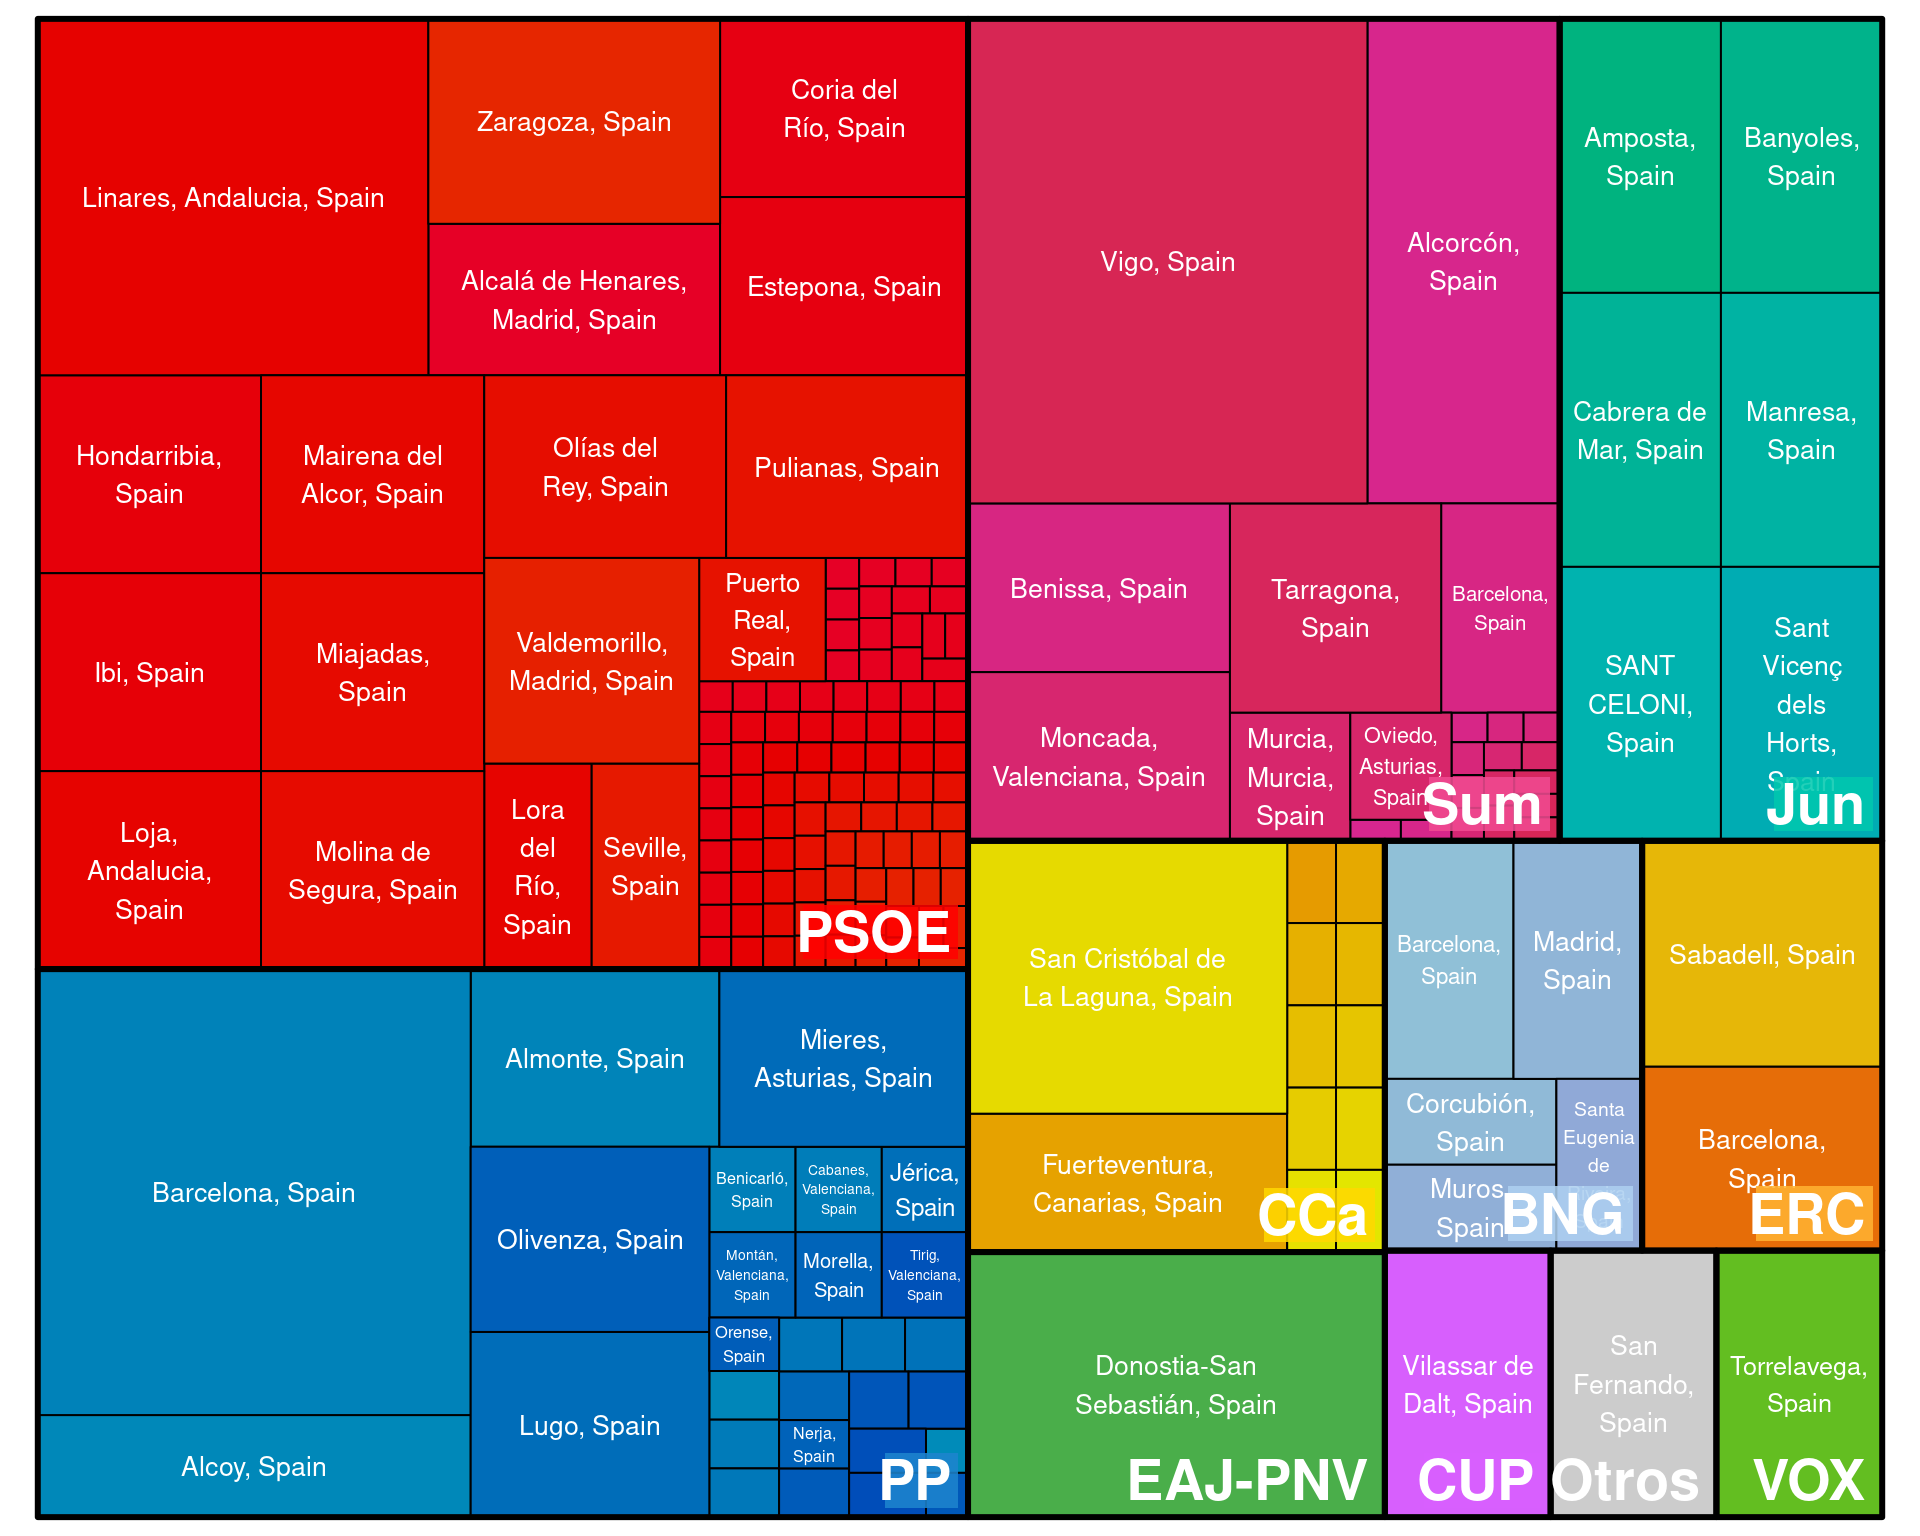 Linares, Andalucia, Spain
Zaragoza, Spain
Coria del
Río, Spain
Alcalá de Henares,
Madrid, Spain
Estepona, Spain
Hondarribia,
Spain
Mairena del
Alcor, Spain
Olías del
Rey, Spain
Pulianas, Spain
Ibi, Spain
Miajadas,
Spain
Valdemorillo,
Madrid, Spain
Puerto
Real,
Spain
Loja,
Andalucia,
Spain
Molina de
Segura, Spain
Lora
del
Río,
Spain
Seville,
Spain
PSOE
Barcelona, Spain
Alcoy, Spain
Almonte, Spain
Mieres,
Asturias, Spain
Olivenza, Spain
Lugo, Spain
Benicarló,
Spain
Cabanes,
Valenciana,
Spain
Jérica,
Spain
Montán,
Valenciana,
Spain
Morella,
Spain
Tirig,
Valenciana,
Spain
Orense,
Spain
Nerja,
Spain
PP
Vigo, Spain
Alcorcón,
Spain
Benissa, Spain
Moncada,
Valenciana, Spain
Tarragona,
Spain
Barcelona,
Spain
Murcia,
Murcia,
Spain
Oviedo,
Asturias,
Spain
Sum
Amposta,
Spain
Banyoles,
Spain
Cabrera de
Mar, Spain
Manresa,
Spain
SANT
CELONI,
Spain
Sant
Vicenç
dels
Horts,
Spain
Jun
San Cristóbal de
La Laguna, Spain
Fuerteventura,
Canarias, Spain
CCa
Barcelona,
Spain
Madrid,
Spain
Corcubión,
Spain
Muros
Spain
Santa
Eugenia
de
BNG
Sabadell, Spain
Barcelona,
Spain
ERC
Donostia-San
Sebastián, Spain
EAJ-PNV
Vilassar de
Dalt, Spain
CUP
San
Fernando,
Spain
Otros
Torrelavega,
Spain
VOX